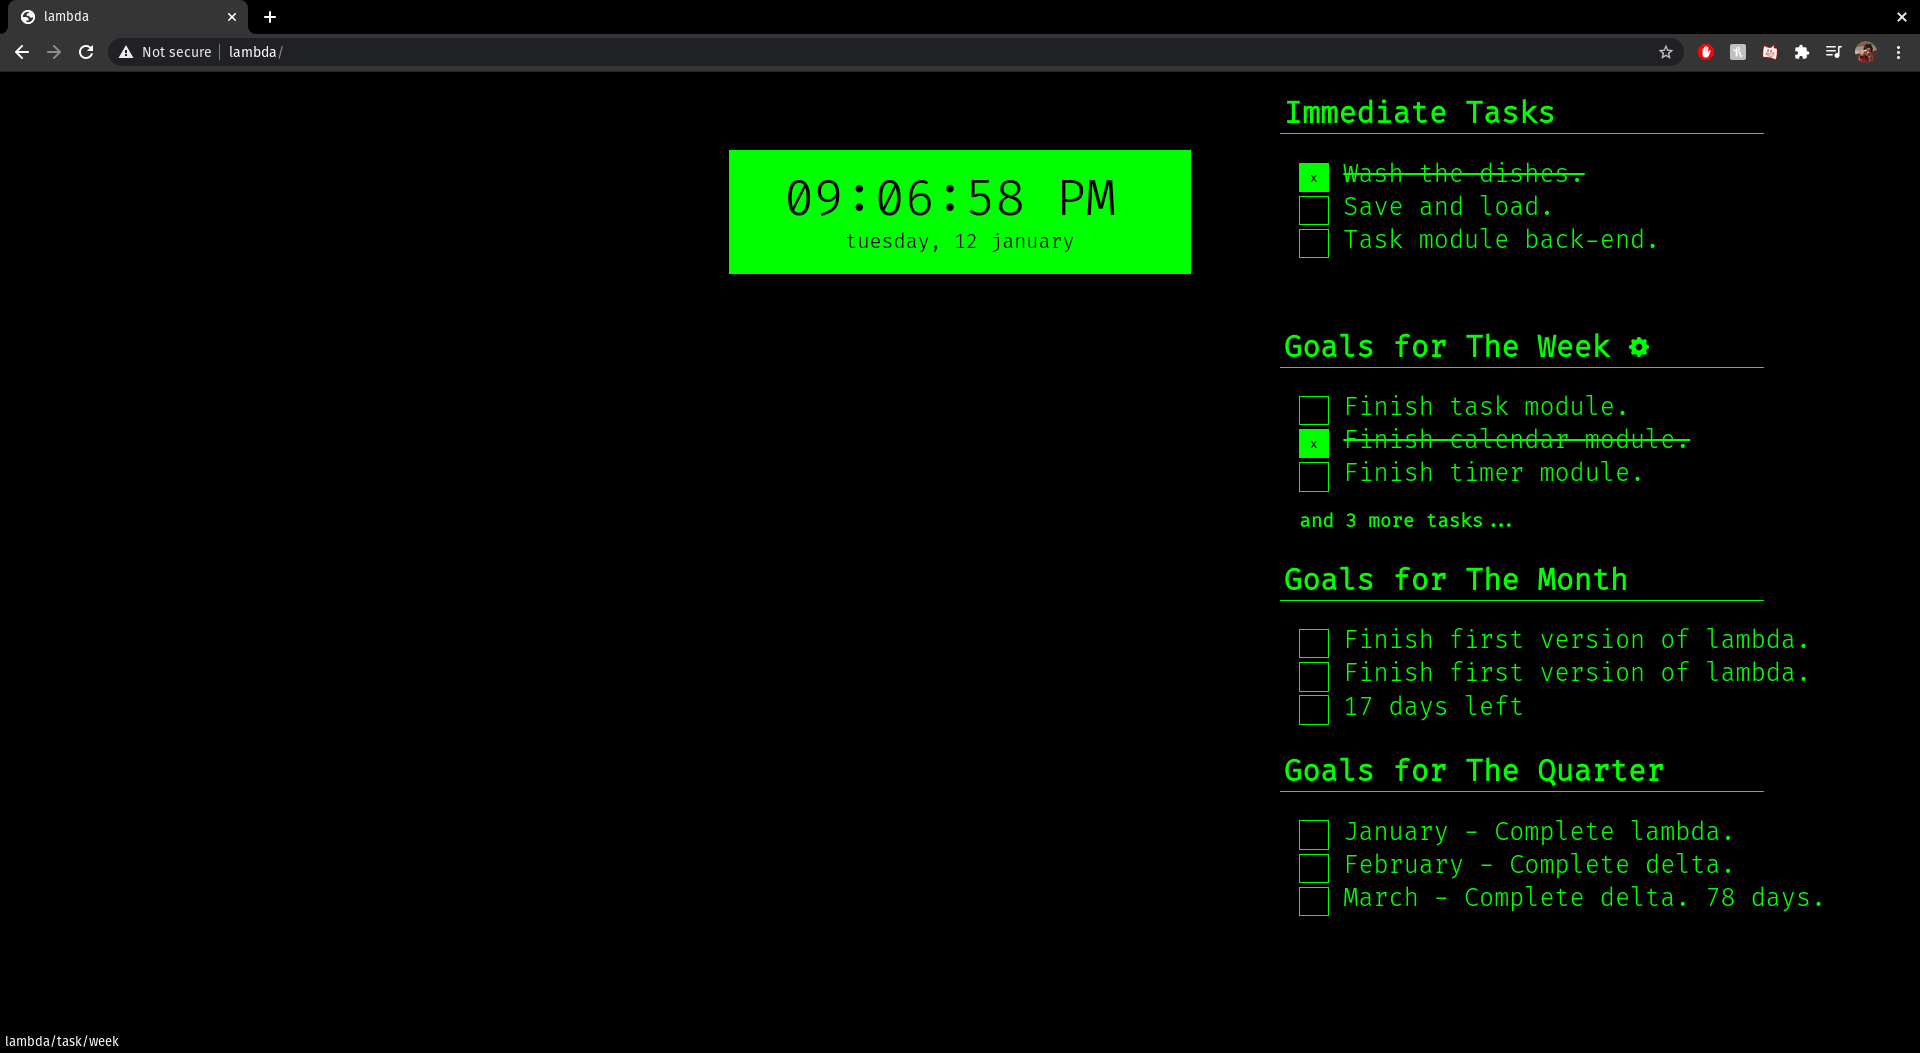 lambda
Not secure
lambda/
09:06:58 PM
tuesday, 12 january
Immediate Tasks
x Wash the dishes.
Save and load.
Task module back-end.
Goals for The Week
Finish task module.
x Finish calendar module.
Finish timer module.
and 3 more tasks...
Goals for The Month
Finish first version of lambda.
Finish first version of lambda.
17 days left
Goals for The Quarter
January - Complete lambda.
February - Complete delta.
March - Complete delta. 78 days.
lambda/task/week